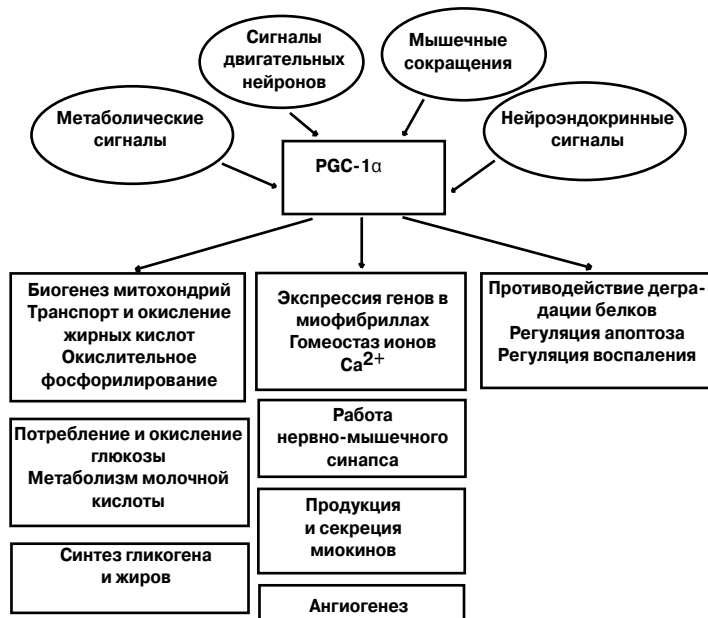 Сигналы
двигательных
нейронов
Мышечные
сокращения
Метаболические
сигналы
Нейроэндокринные
сигналы
PGC-1α
Биогенез митохондрий
Транспорт и окисление
жирных кислот
Окислительное
фосфорилирование
Потребление и окисление
глюкозы
Метаболизм молочной
кислоты
Синтез гликогена
и жиров
Экспрессия генов в
миофибриллах
Гомеостаз ионов
Ca2+
Работа
нервно-мышечного
синапса
Продукция
и секреция
миокинов
Ангиогенез
Противодействие дегра-
дации белков
Регуляция апоптоза
Регуляция воспаления